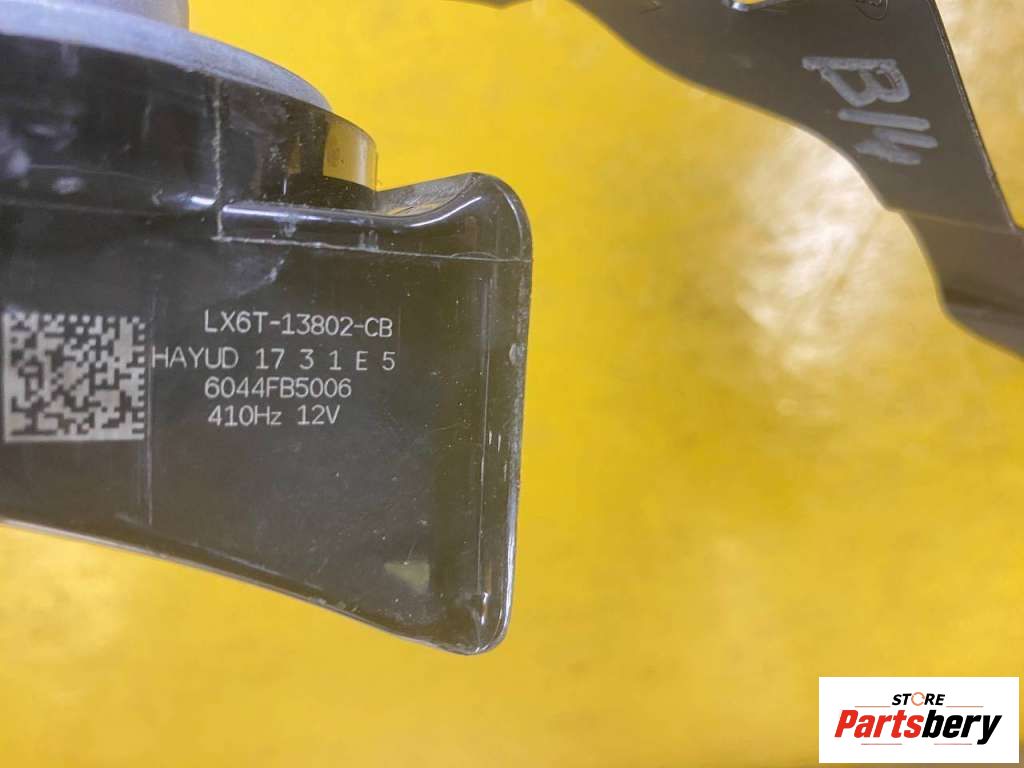 B14
LX6T-13802-CB
HAYUD 17 3 1 E 5
6044FB5006
410Hz 12V
STORE
Partsbery